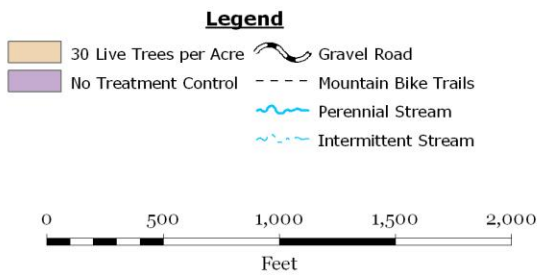 Legend
30 Live Trees per Acre
Gravel Road
No Treatment Control
Mountain Bike Trails
Perennial Stream
Intermittent Stream
0 500 1,000 1,500 2,000
Feet